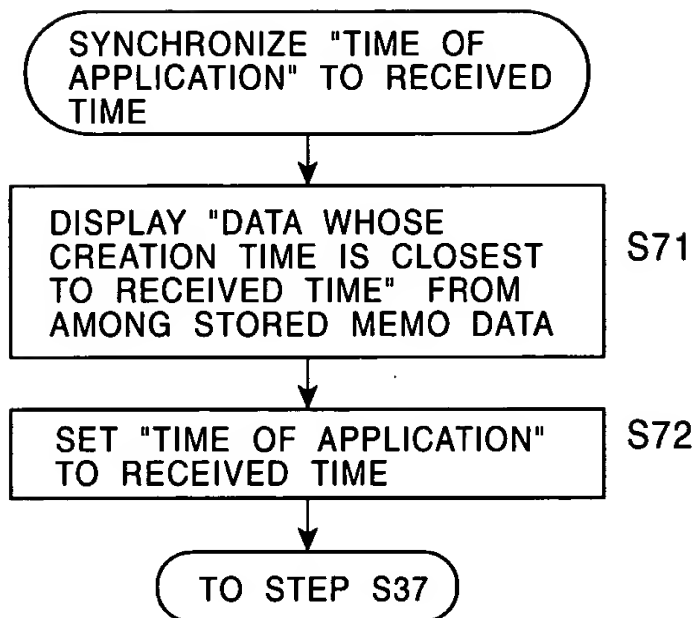 SYNCHRONIZE "TIME OF
APPLICATION" TO RECEIVED
TIME
DISPLAY "DATA WHOSE
CREATION TIME IS CLOSEST
TO RECEIVED TIME" FROM
AMONG STORED MEMO DATA
S71
SET "TIME OF APPLICATION"
TO RECEIVED TIME
S72
TO STEP S37